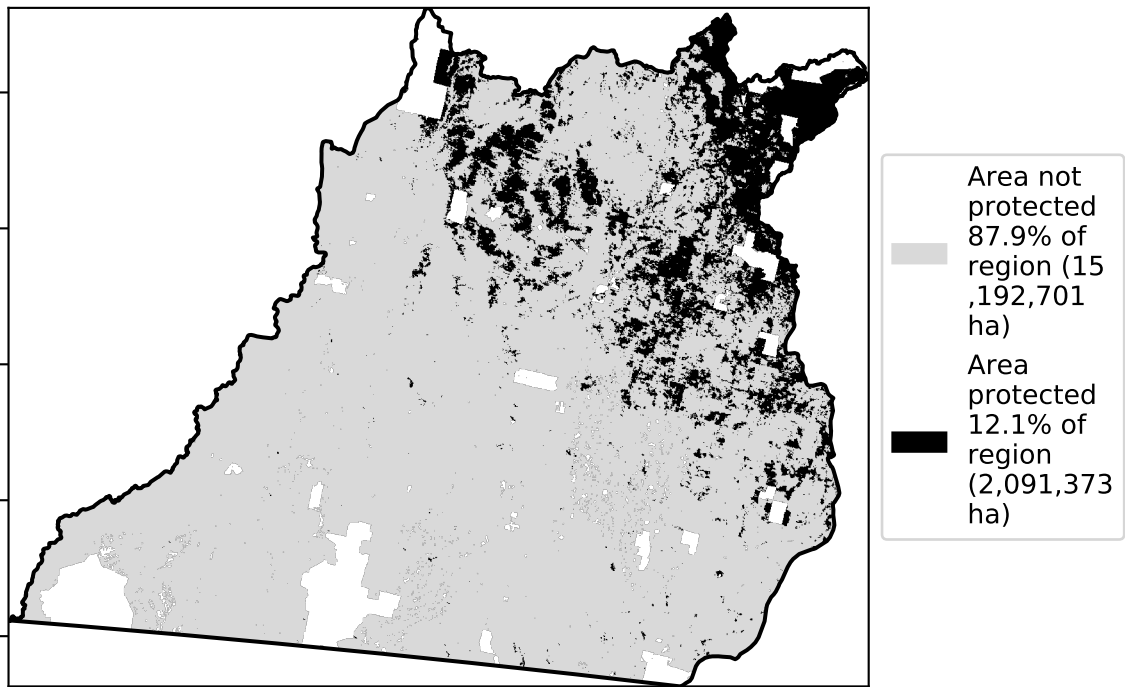 Area not
protected
87.9% of
region (15
,192,701
ha)
Area
protected
12.1% of
region
(2,091,373
ha)